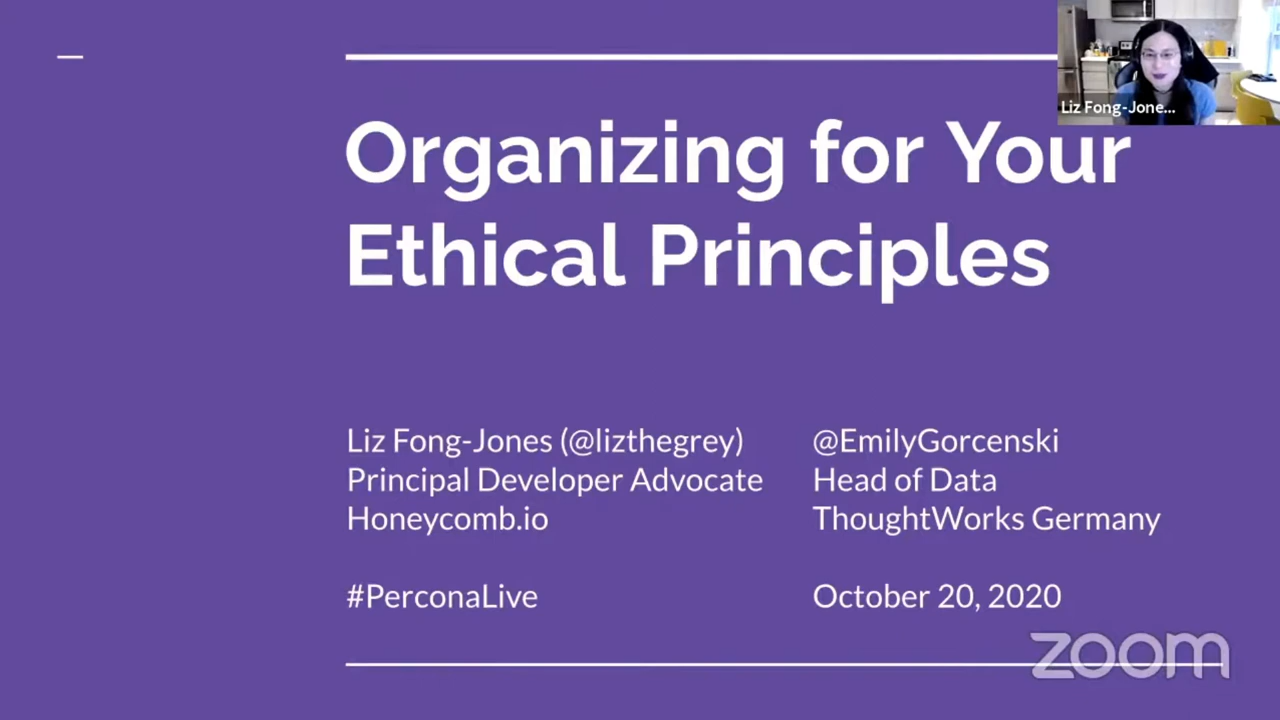 Liz Fong-Jone...
Organizing for Your
Ethical Principles
Liz Fong-Jones (@lizthegrey)
Principal Developer Advocate
Honeycomb.io
@EmilyGorcenski
Head of Data
ThoughtWorks Germany
#PerconaLive
October 20, 2020
zoom